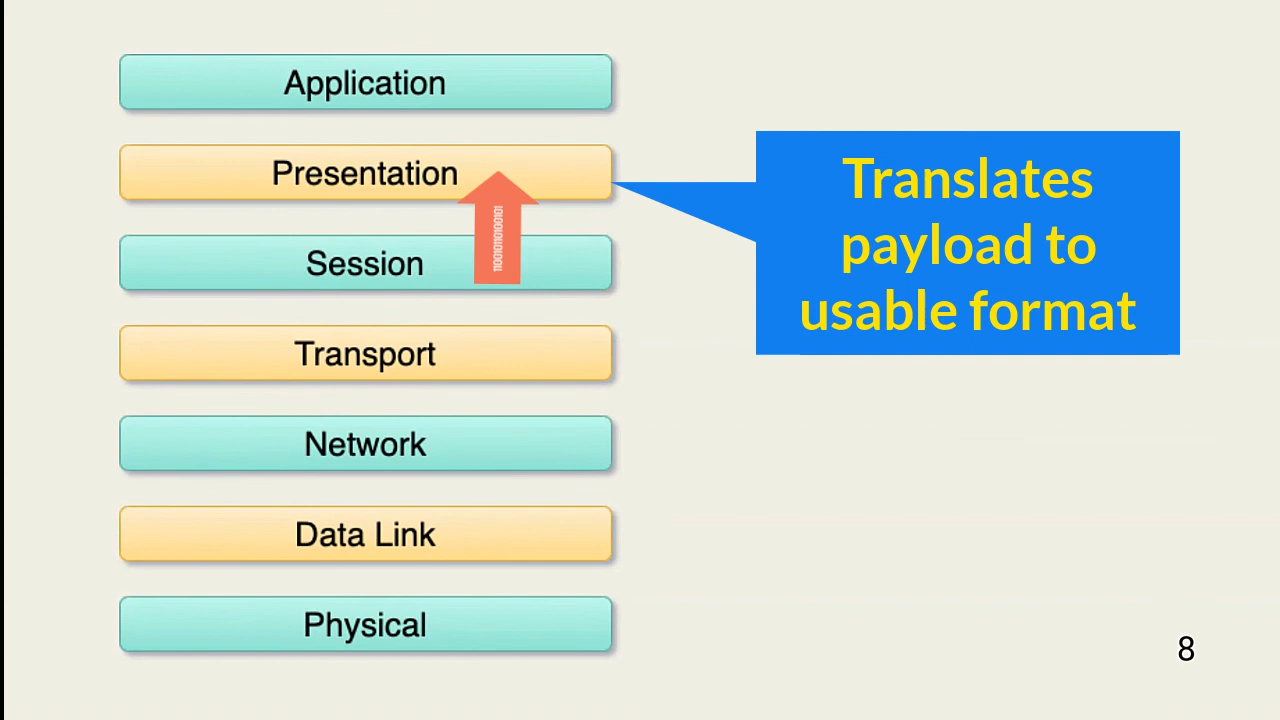 Application
Presentation
Session
Transport
Network
Data Link
Physical
Translates
payload to
usable format
8